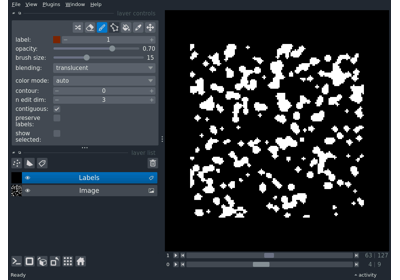 File View Plugins Window Help
layer controls
label: 1
opacity: 0.70
brush size: 15
blending: translucent
color mode: auto
contour: 0
n edit dim: 3
contiguous:
preserve
labels:
show
selected:
layer list
Labels
Image
1 63 127
0 4 9
Ready
activity